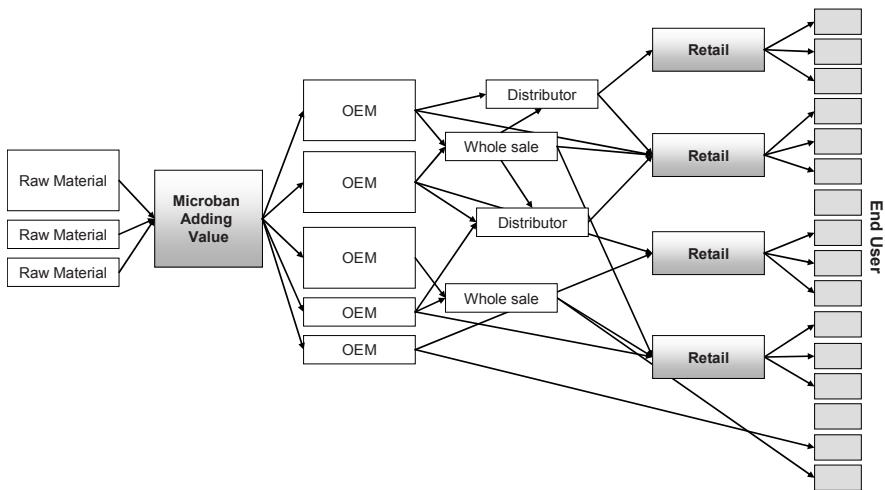 Raw Material
Raw Material
Raw Material
Microban
Adding
Value
OEM
OEM
OEM
OEM
OEM
Distributor
Whole sale
Distributor
Whole sale
Retail
Retail
Retail
Retail
End User